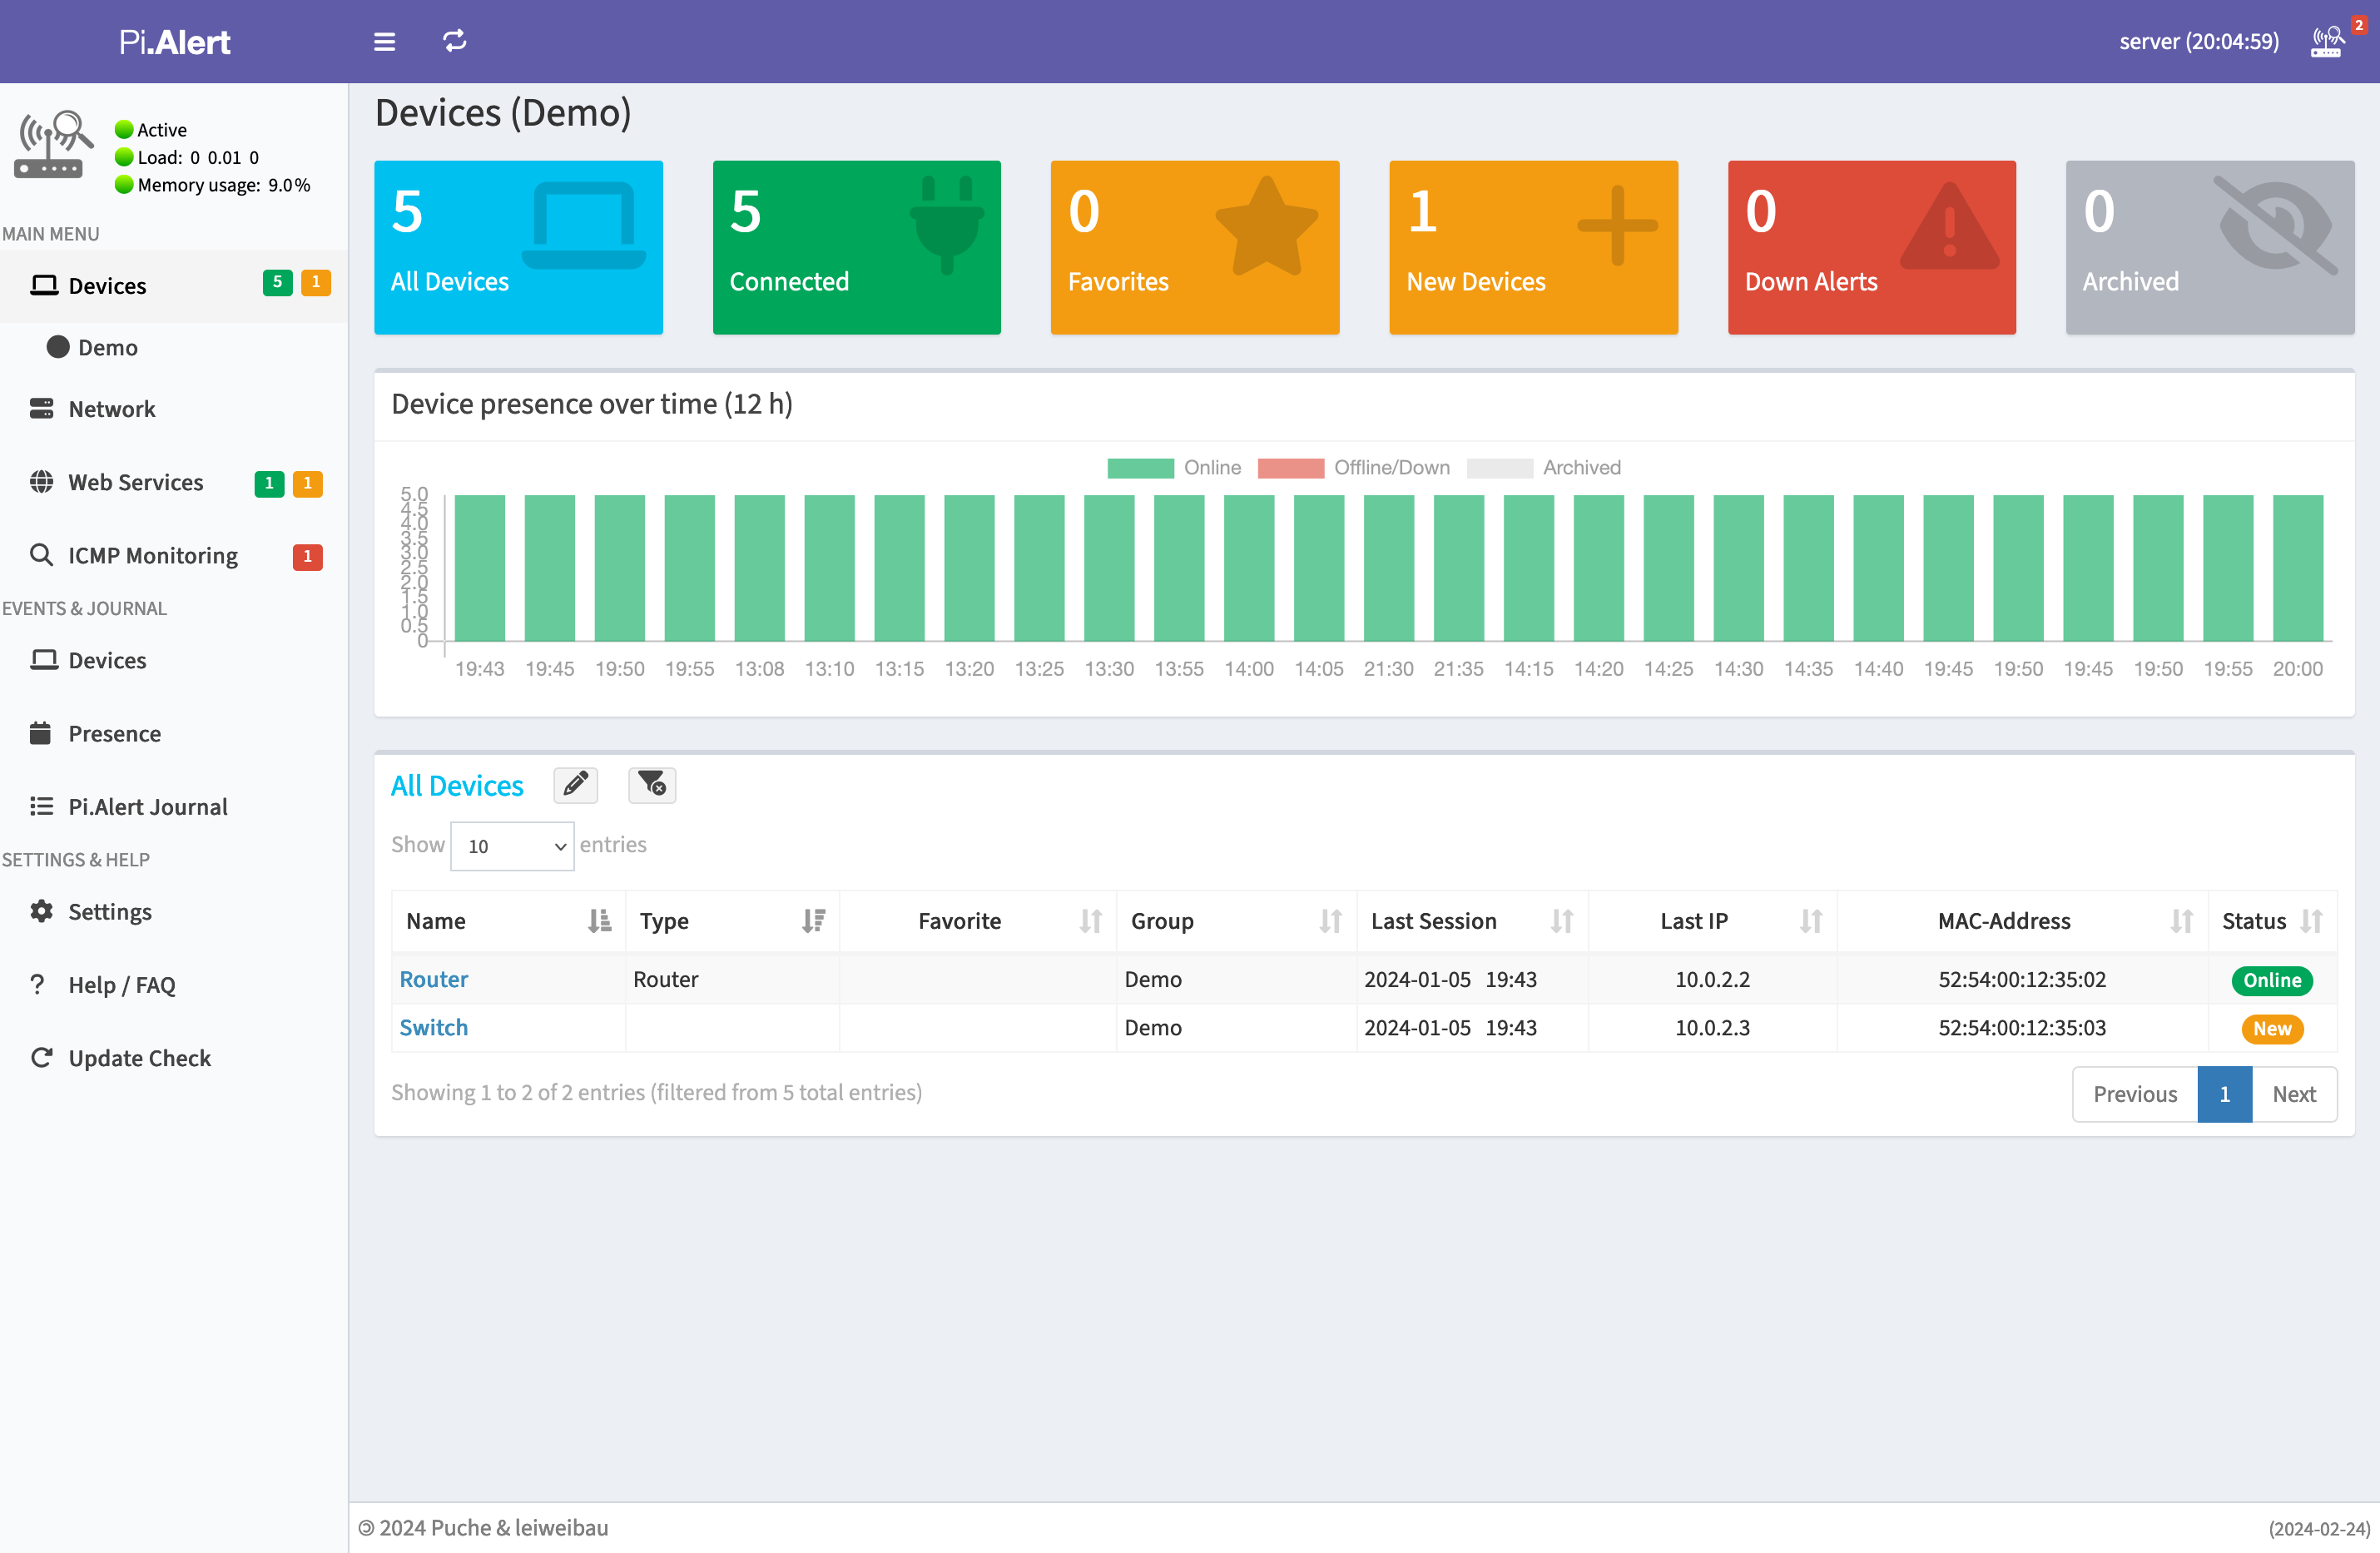 Pi.Alert
server (20:04:59)
2
Active
Load: 0 0.01 0
Memory usage: 9.0%
MAIN MENU
Devices 5 1
Demo
Network
Web Services 1 1
ICMP Monitoring 1
EVENTS & JOURNAL
Devices
Presence
Pi.Alert Journal
SETTINGS & HELP
Settings
Help / FAQ
Update Check
Devices (Demo)
5
All Devices
5
Connected
0
Favorites
1
New Devices
0
Down Alerts
0
Archived
Device presence over time (12 h)
Online Offline/Down Archived
5.0
4.5
4.0
3.5
3.0
2.5
2.0
1.5
1.0
0.5
0
19:43 19:45 19:50 19:55 13:08 13:10 13:15 13:20 13:25 13:30 13:55 14:00 14:05 21:30 21:35 14:15 14:20 14:25 14:30 14:35 14:40 19:45 19:50 19:45 19:50 19:55 20:00
All Devices
Show 10 entries
Name Type Favorite Group Last Session Last IP MAC-Address Status
Router Router Demo 2024-01-05 19:43 10.0.2.2 52:54:00:12:35:02 Online
Switch Demo 2024-01-05 19:43 10.0.2.3 52:54:00:12:35:03 New
Showing 1 to 2 of 2 entries (filtered from 5 total entries)
Previous 1 Next
🄯 2024 Puche & leiweibau
(2024-02-24)